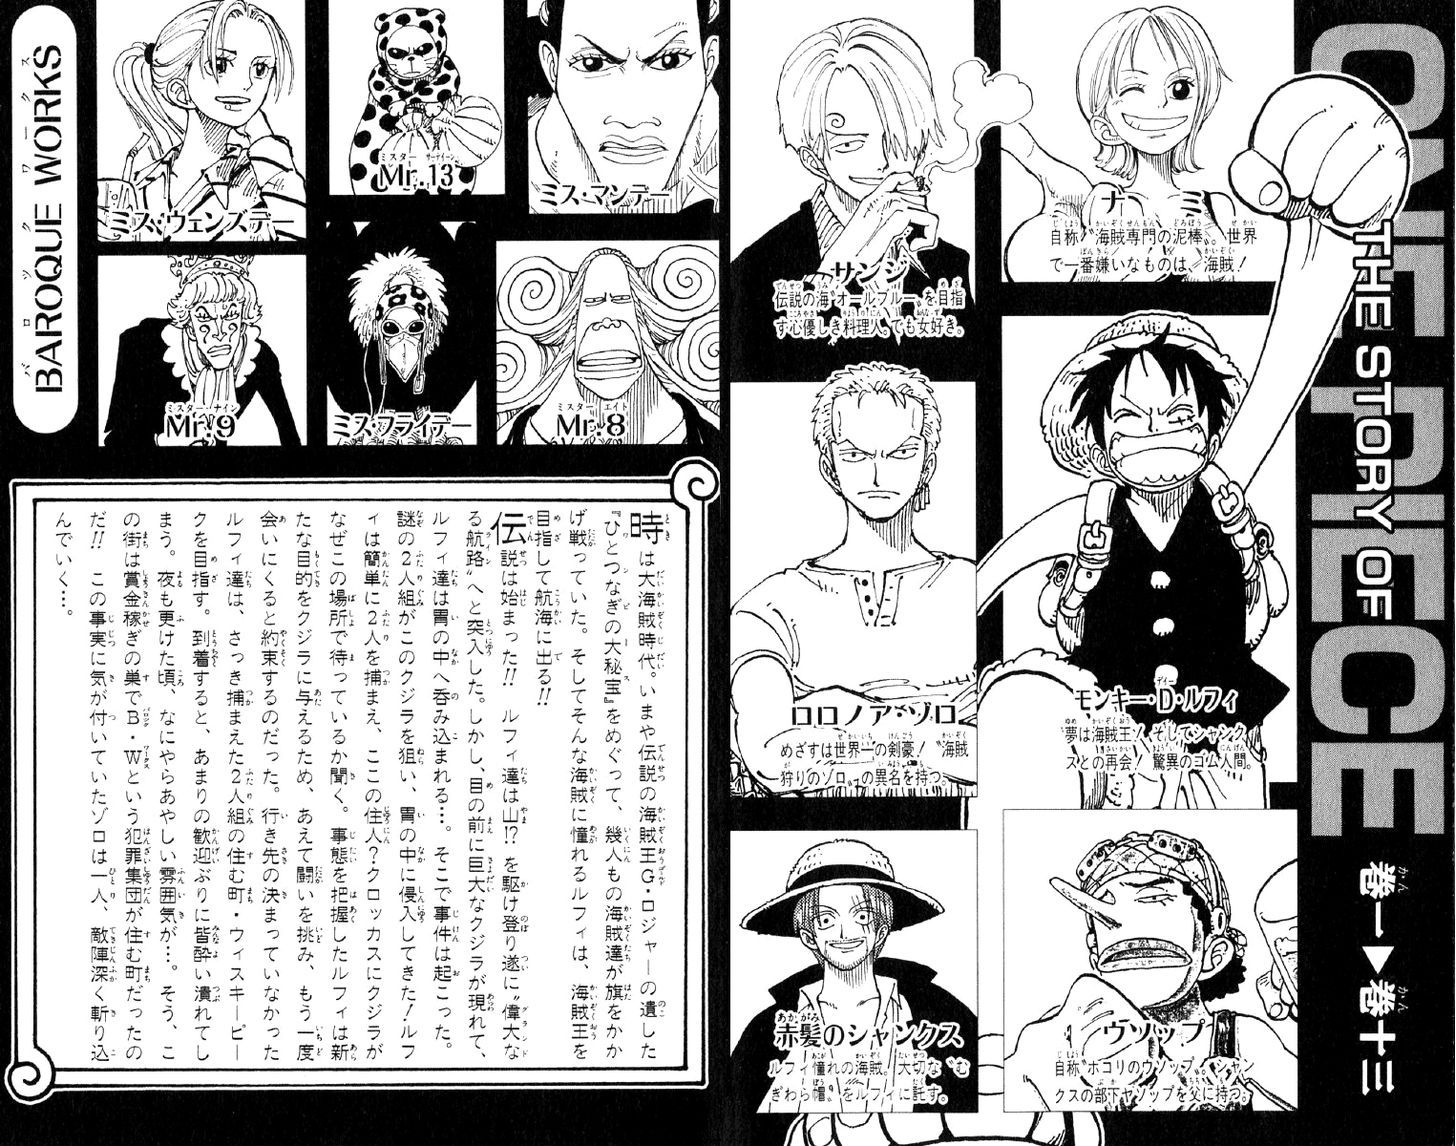 ONE PIECE
THE STORY OF
巻一▶巻十三
ナミ
自称〝海賊専門の泥棒〟。世界
で一番嫌いなものは、海賊！
サンジ
伝説の海〝オールブルー〟を目指
す心優しき料理人。でも女好き。
モンキー・D・ルフィ
夢は海賊王！ そしてシャンク
スとの再会！ 驚異のゴム人間。
ロロノア・ゾロ
めざすは世界一の剣豪！〝海賊
狩りのゾロ〟の異名を持つ。
ウソップ
自称〝ホコリのウソップ〟。シャン
クスの部下ヤソップを父に持つ。
赤髪のシャンクス
ルフィ憧れの海賊。大切な〝む
ぎわら帽〟をルフィに託す。
BAROQUE WORKS
バロックワークス
ミス・マンデー
Mr.13
ミス・ウェンズデー
Mr.8
ミス・フライデー
Mr.9
時は大海賊時代。いまや伝説の海賊王G・ロジャーの遺した
『ひとつなぎの大秘宝』をめぐって、幾人もの海賊達が旗をかか
げ戦っていた。そしてそんな海賊に憧れるルフィは、海賊王を
目指して航海に出る!!
伝説は始まった!! ルフィ達は山!?を駆け登り遂に〝偉大な
る航路〟へと突入した。しかし、目の前に巨大なクジラが現れて、
ルフィ達は胃の中へ呑み込まれる…。そこで事件は起こった。
謎の2人組がこのクジラを狙い、胃の中に侵入してきた！ルフ
ィは簡単に2人を捕まえ、ここの住人？クロッカスにクジラが
なぜこの場所で待っているか聞く。事態を把握したルフィは新
たな目的をクジラに与えるため、あえて闘いを挑み、もう一度
会いにくると約束するのだった。行き先の決まっていなかった
ルフィ達は、さっき捕まえた2人組の住む町・ウィスキーピー
クを目指す。到着すると、あまりの歓迎ぶりに皆酔い潰れてし
まう。夜も更けた頃、なにやらあやしい雰囲気が…。そう、こ
の街は賞金稼ぎの巣でB・Wという犯罪集団が住む町だったの
だ!! この事実に気が付いていたゾロは一人、敵陣深く斬り込
んでいく…。